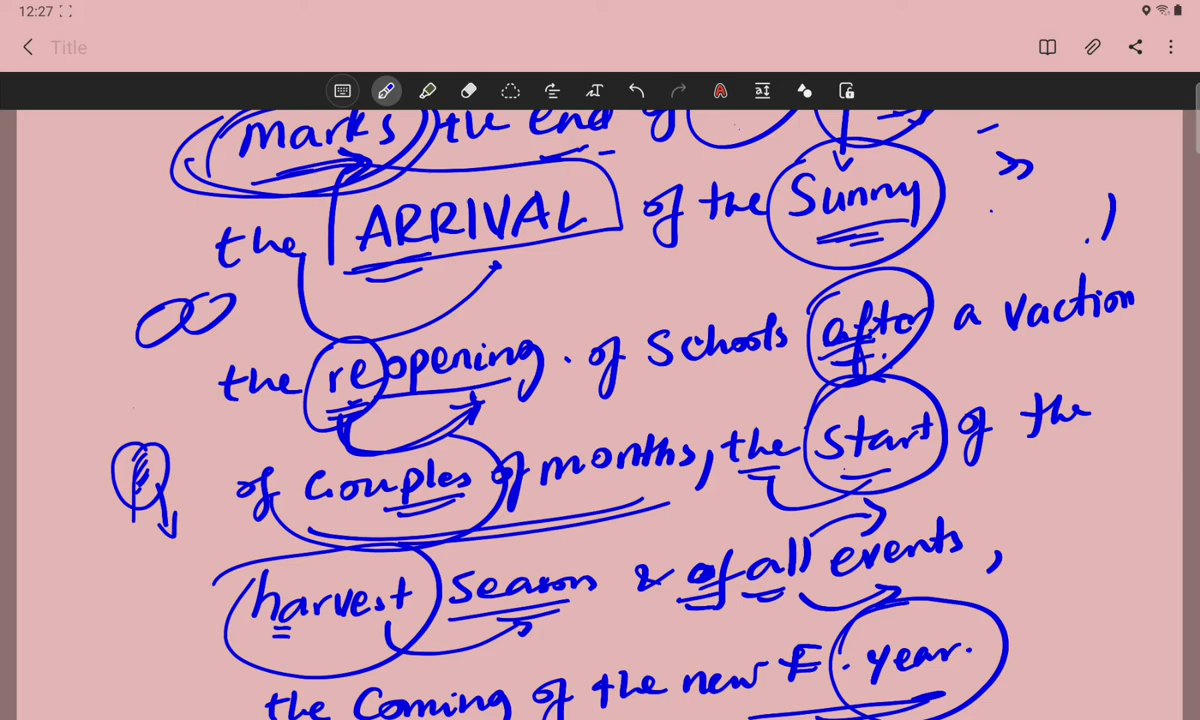 12:27
Title
marks the end of
the ARRIVAL of the Sunny
the reopening. of Schools after a vaction
of Couples of months, the start of the
harvest season & of all events,
the Coming of the new E. year.